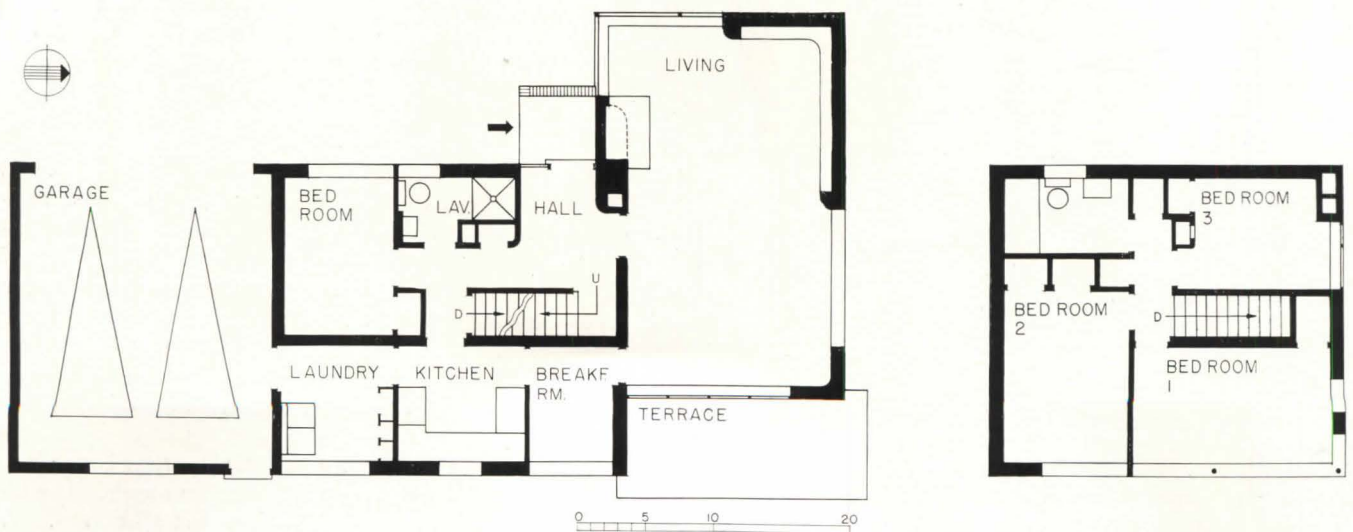 LIVING
GARAGE
BED
ROOM
LAV.
HALL
U
D
LAUNDRY
KITCHEN
BREAKF.
RM.
TERRACE
0 5 10 20
BED ROOM
3
BED ROOM
2
D
BED ROOM
1